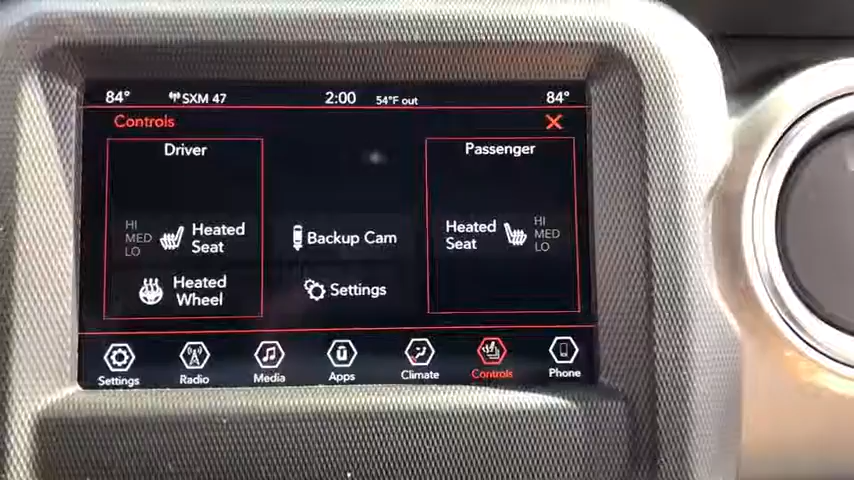 84° SXM 47 2:00 54°F out 84°
Controls
Driver
Passenger
HI
MED
LO
Heated
Seat
Backup Cam
Heated
Seat
HI
MED
LO
Heated
Wheel
Settings
Settings Radio Media Apps Climate Controls Phone